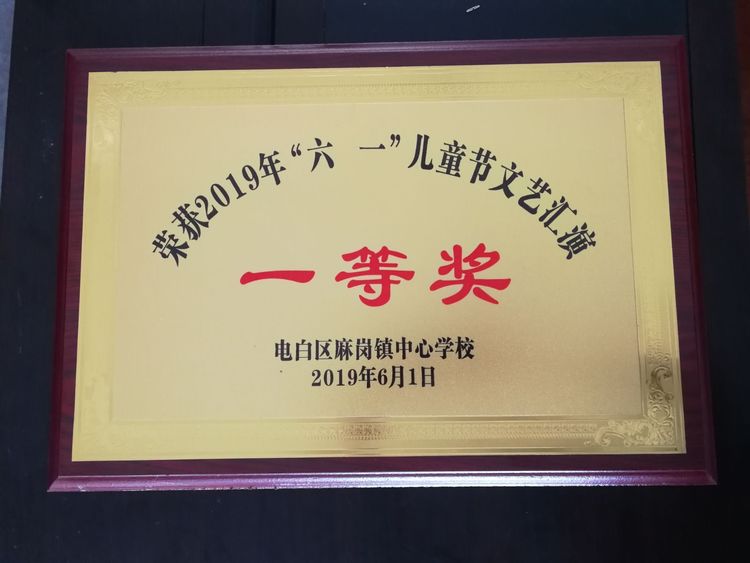 荣获2019年“六 一”儿童节文艺汇演
一等奖
电白区麻岗镇中心学校
2019年6月1日